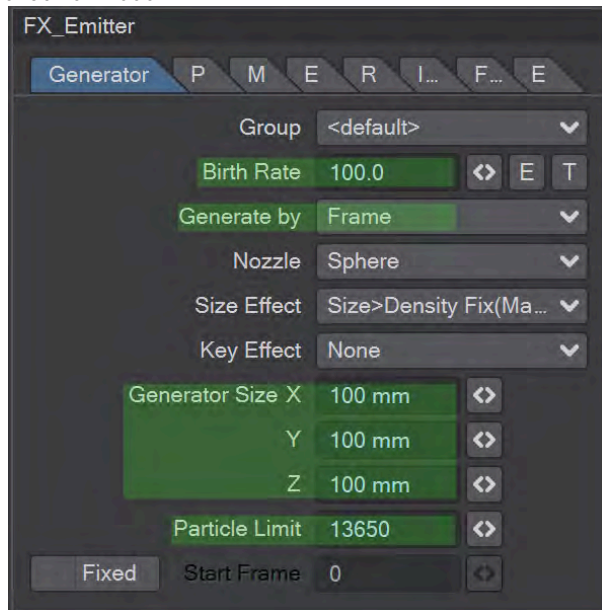 FX_Emitter
Generator P M E R I... F... E
Group <default>
Birth Rate 100.0 E T
Generate by Frame
Nozzle Sphere
Size Effect Size>Density Fix(Ma...
Key Effect None
Generator Size X 100 mm
Y 100 mm
Z 100 mm
Particle Limit 13650
Fixed Start Frame 0